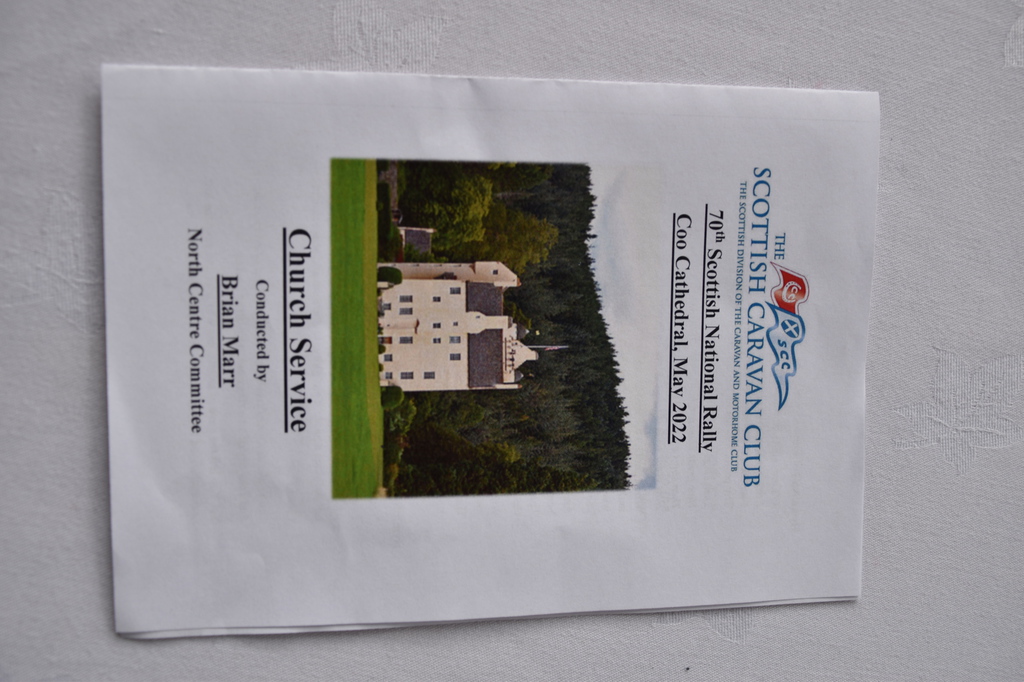 THE
SCC
SCOTTISH CARAVAN CLUB
THE SCOTTISH DIVISION OF THE CARAVAN AND MOTORHOME CLUB
70th Scottish National Rally
Coo Cathedral, May 2022
Church Service
Conducted by
Brian Marr
North Centre Committee